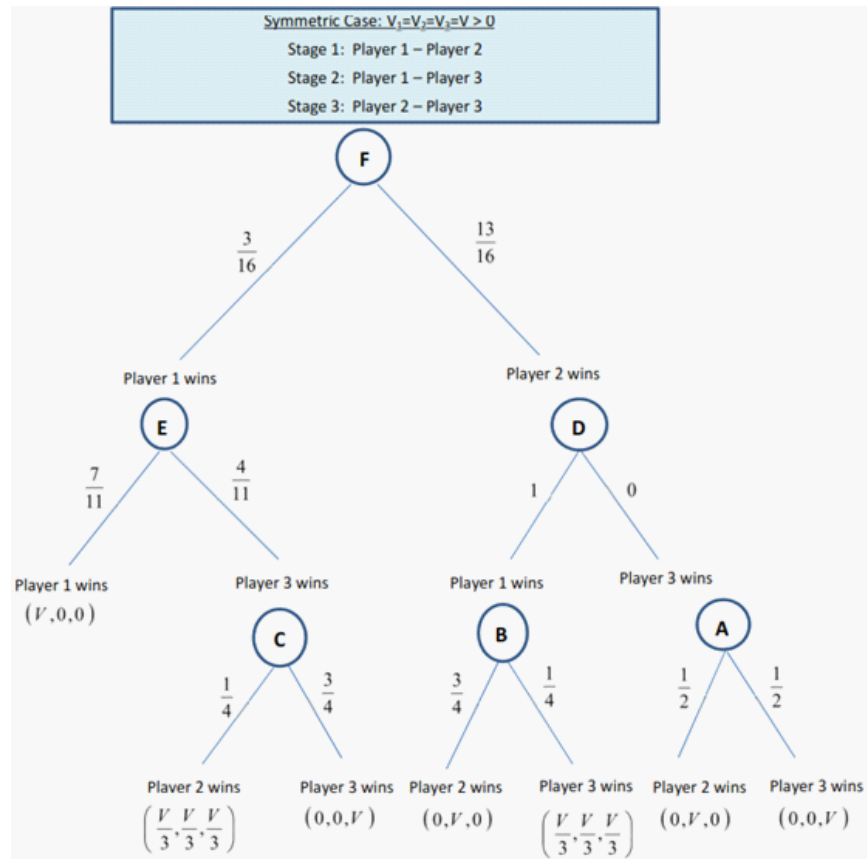 Symmetric Case: V₁=V₂=V₃=V > 0
Stage 1: Player 1 – Player 2
Stage 2: Player 1 – Player 3
Stage 3: Player 2 – Player 3
F
3/16 13/16
Player 1 wins Player 2 wins
E D
7/11 4/11 1 0
Player 1 wins Player 3 wins Player 1 wins Player 3 wins
(V,0,0)
C B A
1/4 3/4 3/4 1/4 1/2 1/2
Player 2 wins Player 3 wins Player 2 wins Player 3 wins Player 2 wins Player 3 wins
(V/3, V/3, V/3) (0,0,V) (0,V,0) (V/3, V/3, V/3) (0,V,0) (0,0,V)